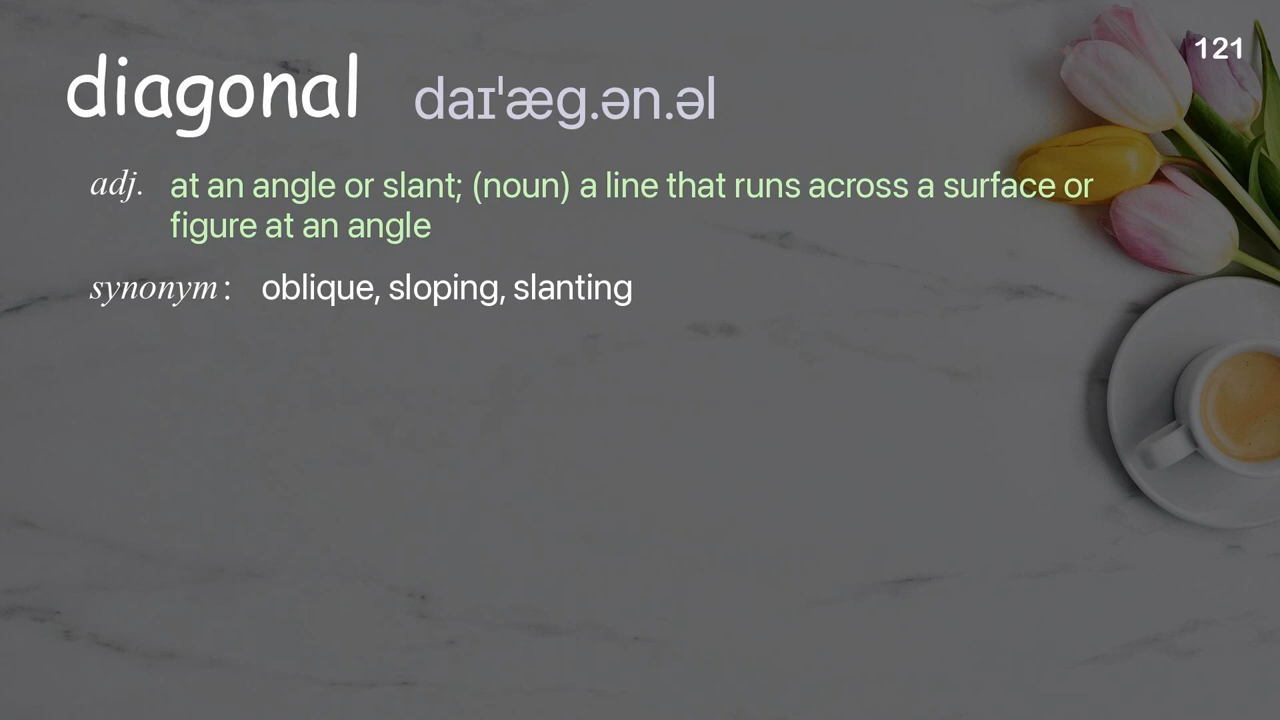 121
diagonal daɪˈæg.ən.əl
adj. at an angle or slant; (noun) a line that runs across a surface or
figure at an angle
synonym: oblique, sloping, slanting